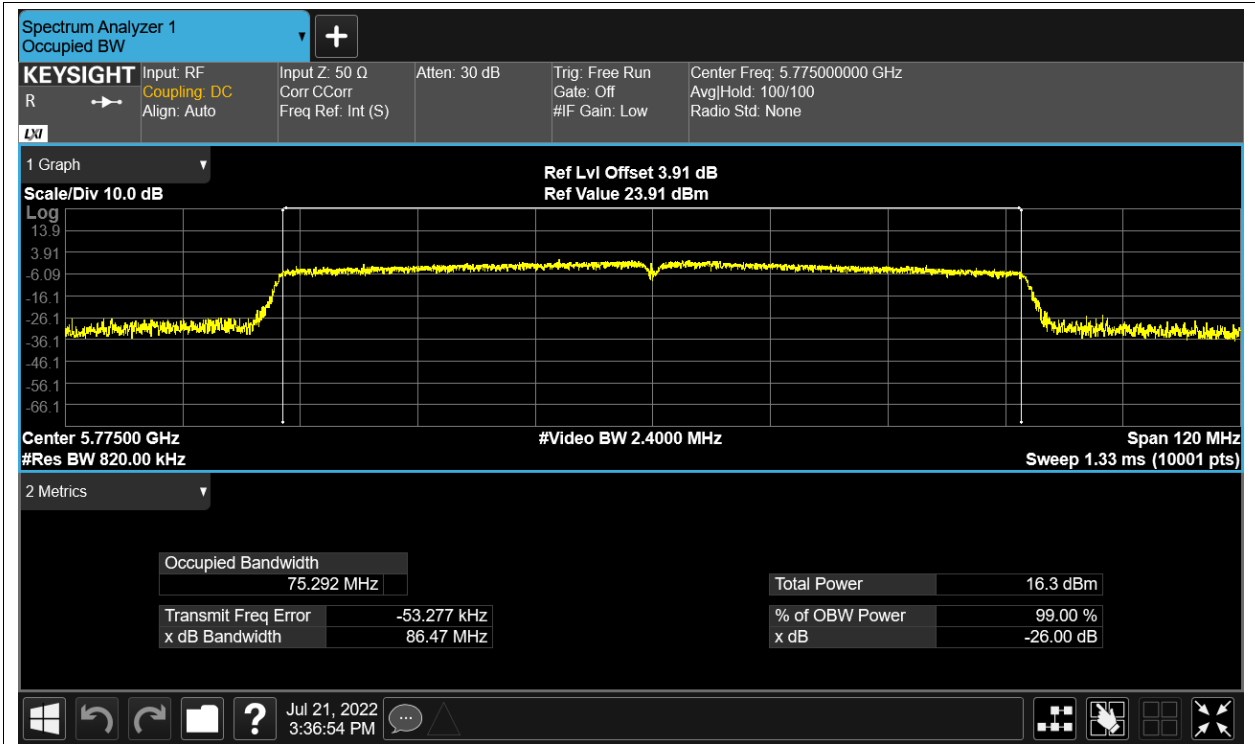 Spectrum Analyzer 1
Occupied BW
KEYSIGHT
R
LXI
Input: RF
Coupling: DC
Align: Auto
Input Z: 50 Ω
Corr CCorr
Freq Ref: Int (S)
Atten: 30 dB
Trig: Free Run
Gate: Off
#IF Gain: Low
Center Freq: 5.775000000 GHz
Avg|Hold: 100/100
Radio Std: None
1 Graph
Scale/Div 10.0 dB
Ref Lvl Offset 3.91 dB
Ref Value 23.91 dBm
Log
13.9
3.91
-6.09
-16.1
-26.1
-36.1
-46.1
-56.1
-66.1
Center 5.77500 GHz
#Video BW 2.4000 MHz
Span 120 MHz
#Res BW 820.00 kHz
Sweep 1.33 ms (10001 pts)
2 Metrics
Occupied Bandwidth
75.292 MHz
Total Power 16.3 dBm
Transmit Freq Error -53.277 kHz
% of OBW Power 99.00 %
x dB Bandwidth 86.47 MHz
x dB -26.00 dB
?
Jul 21, 2022
3:36:54 PM